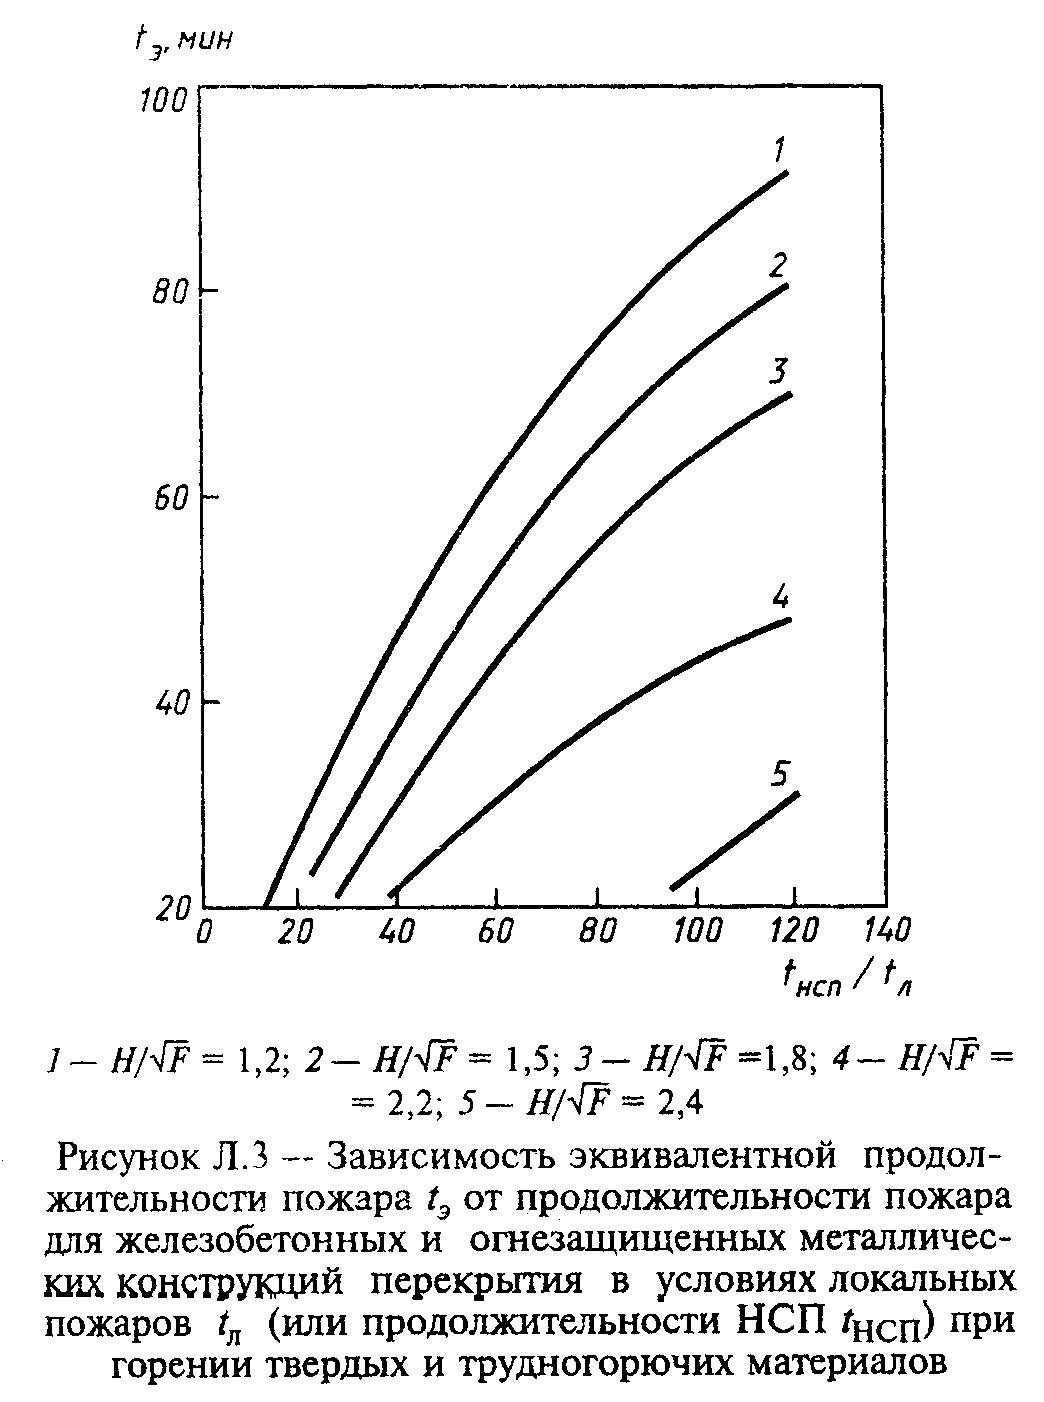 tэ, мин
100
80
60
40
20
1
2
3
4
5
0 20 40 60 80 100 120 140
tнсп / tл
1 — H/√F = 1,2; 2 — H/√F = 1,5; 3 — H/√F =1,8; 4— H/√F =
= 2,2; 5 — H/√F = 2,4
Рисунок Л.3 — Зависимость эквивалентной продол-
жительности пожара tэ от продолжительности пожара
для железобетонных и огнезащищенных металличес-
ких конструкций перекрытия в условиях локальных
пожаров tл (или продолжительности НСП tНСП) при
горении твердых и трудногорючих материалов